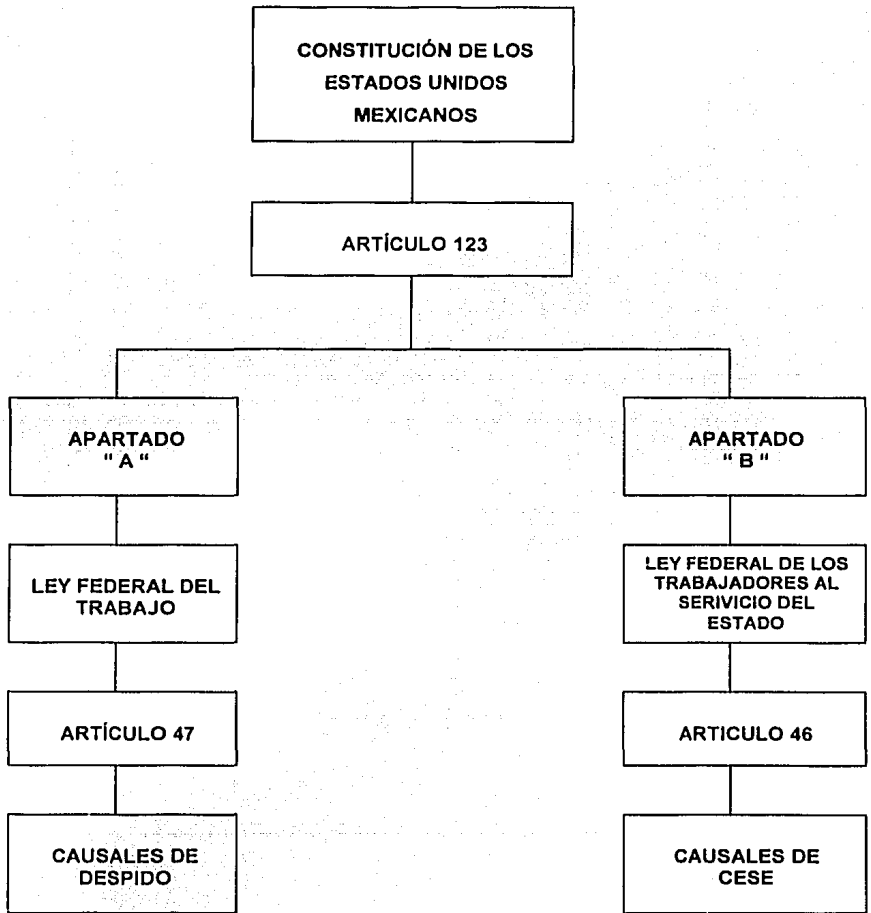 CONSTITUCIÓN DE LOS
ESTADOS UNIDOS
MEXICANOS
ARTÍCULO 123
APARTADO
" A "
APARTADO
" B "
LEY FEDERAL DEL
TRABAJO
LEY FEDERAL DE LOS
TRABAJADORES AL
SERIVICIO DEL
ESTADO
ARTÍCULO 47
ARTICULO 46
CAUSALES DE
DESPIDO
CAUSALES DE
CESE